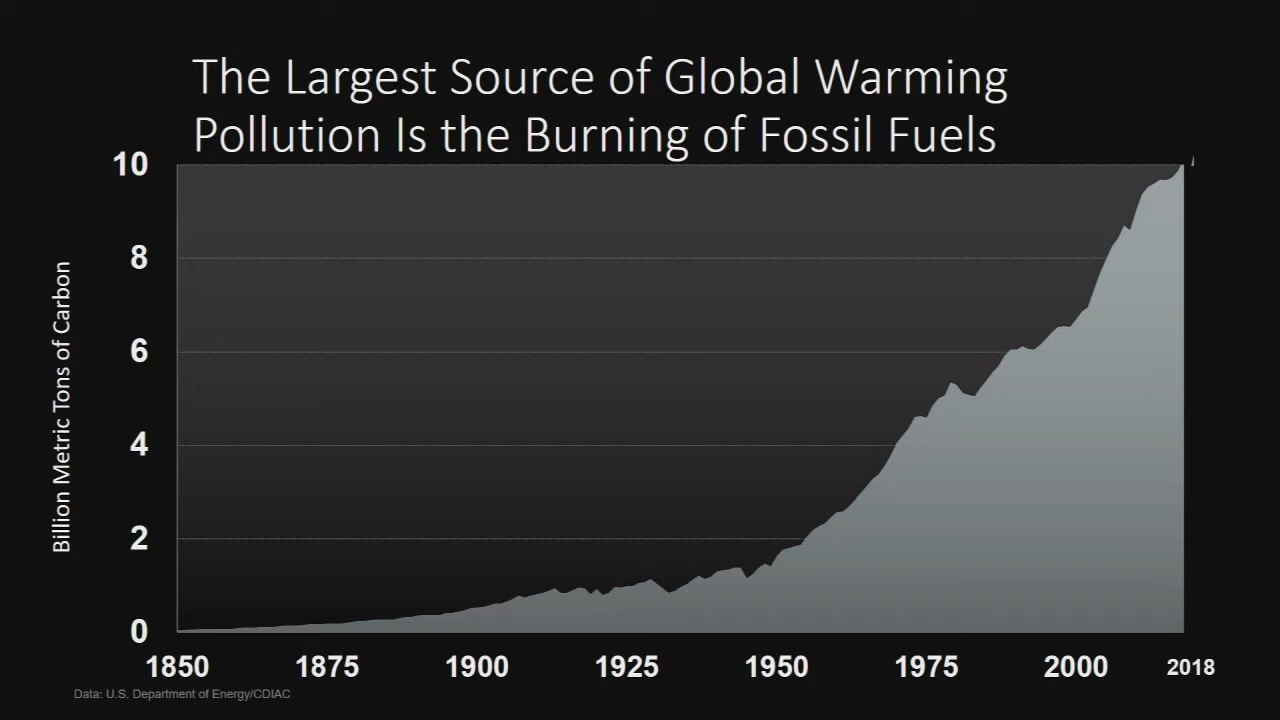 The Largest Source of Global Warming
Pollution Is the Burning of Fossil Fuels
10
8
6
4
2
0
Billion Metric Tons of Carbon
1850 1875 1900 1925 1950 1975 2000 2018
Data: U.S. Department of Energy/CDIAC